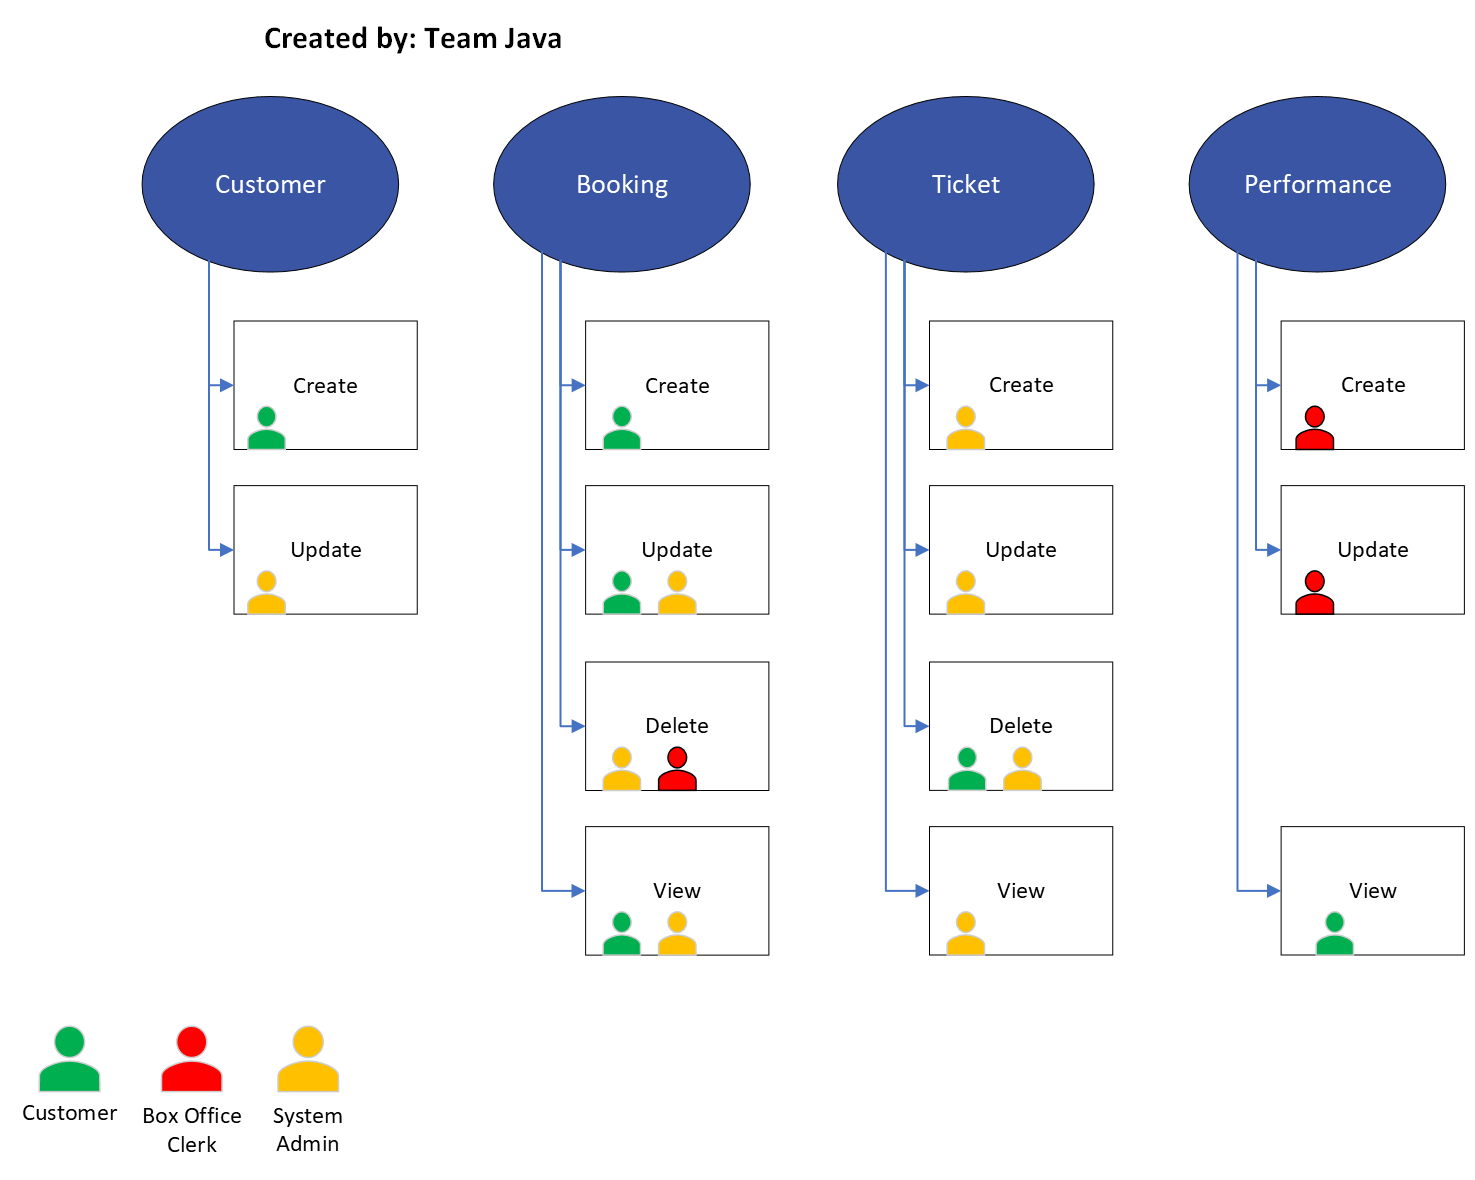 Created by: Team Java
Customer
Booking
Ticket
Performance
Create
Create
Create
Create
Update
Update
Update
Update
Delete
Delete
View
View
View
Customer
Box Office
Clerk
System
Admin